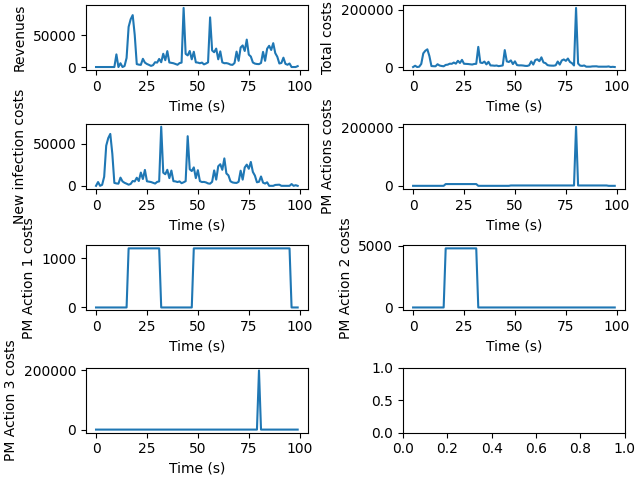 Revenues
50000
0
0 25 50 75 100
Time (s)
Total costs
200000
0
0 25 50 75 100
Time (s)
New infection costs
50000
0
0 25 50 75 100
Time (s)
PM Actions costs
200000
0
0 25 50 75 100
Time (s)
PM Action 1 costs
1000
0
0 25 50 75 100
Time (s)
PM Action 2 costs
5000
0
0 25 50 75 100
Time (s)
PM Action 3 costs
200000
0
0 25 50 75 100
Time (s)
1.0
0.5
0.0
0.0 0.2 0.4 0.6 0.8 1.0